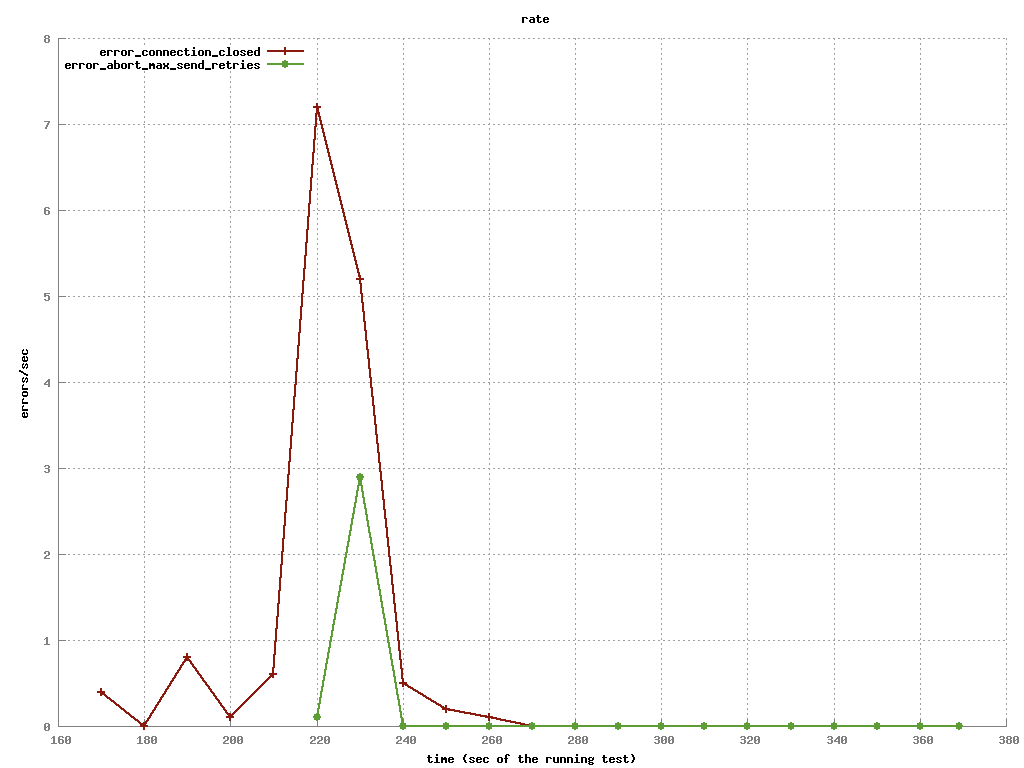 rate
error_connection_closed
error_abort_max_send_retries
8
7
6
5
4
3
2
1
0
errors/sec
160 180 200 220 240 260 280 300 320 340 360 380
time (sec of the running test)